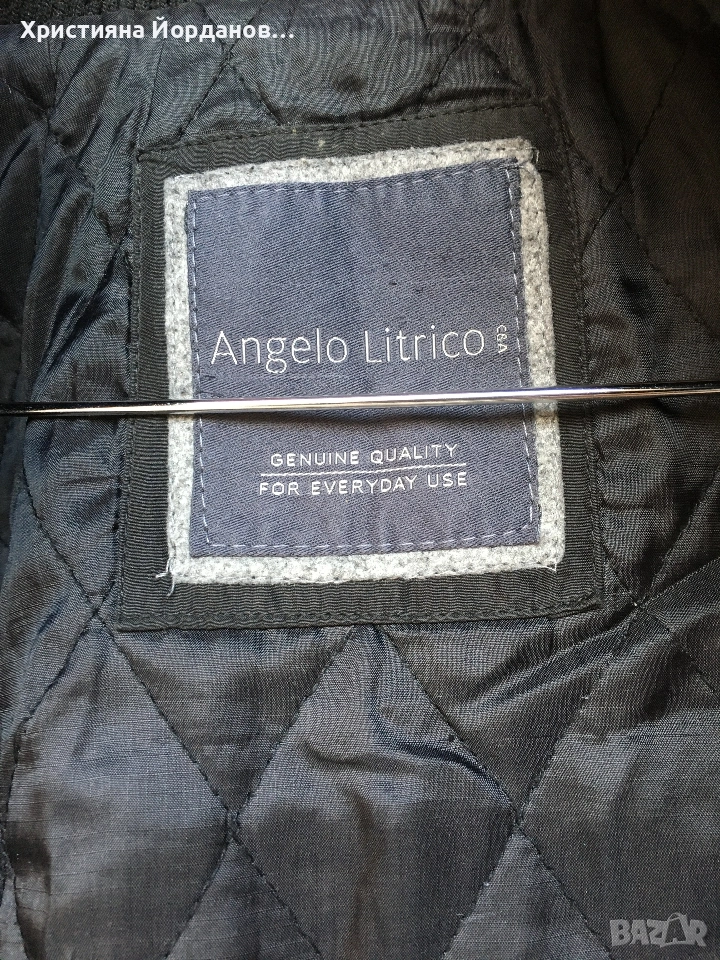 Християна Йорданов...
Angelo Litrico C&A
GENUINE QUALITY
FOR EVERYDAY USE
BAZAR